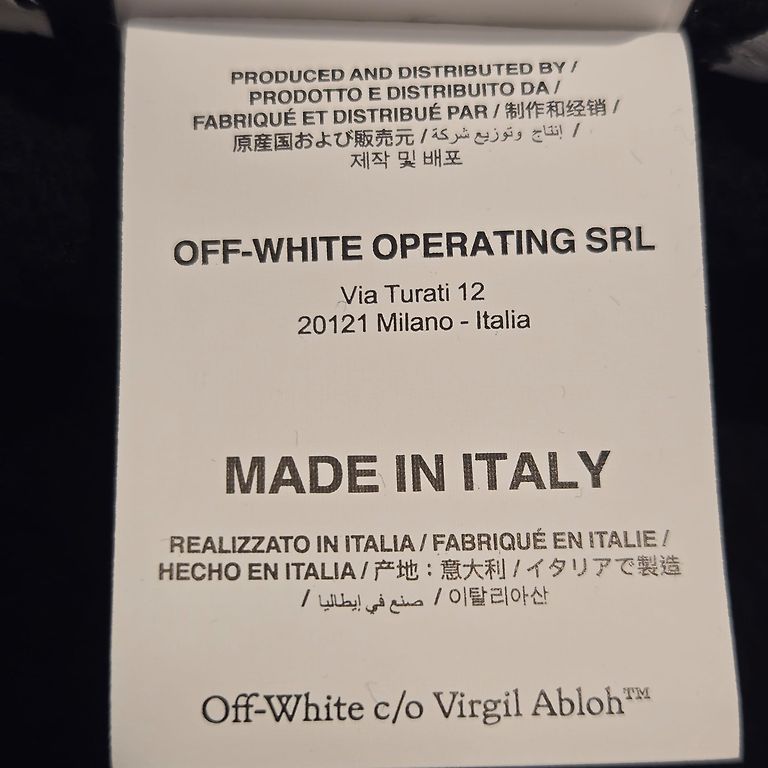 PRODUCED AND DISTRIBUTED BY /
PRODOTTO E DISTRIBUITO DA /
FABRIQUÉ ET DISTRIBUÉ PAR / 制作和经销 /
原産国および販売元 / إنتاج وتوزيع شركة /
제작 및 배포
OFF-WHITE OPERATING SRL
Via Turati 12
20121 Milano - Italia
MADE IN ITALY
REALIZZATO IN ITALIA / FABRIQUÉ EN ITALIE /
HECHO EN ITALIA / 产地：意大利 / イタリアで製造
/ صنع في إيطاليا / 이탈리아산
Off-White c/o Virgil Abloh™